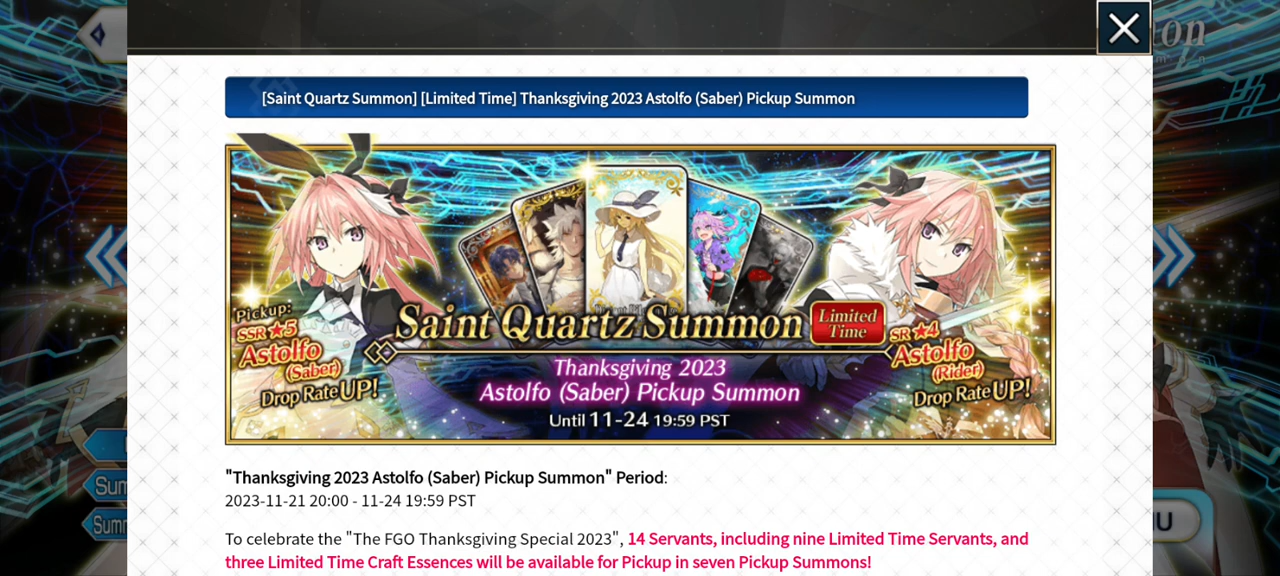 on
[Saint Quartz Summon] [Limited Time] Thanksgiving 2023 Astolfo (Saber) Pickup Summon
Pickup:
SSR ★5
Astolfo
(Saber)
Drop Rate UP!
Saint Quartz Summon
Limited
Time
SR ★4
Astolfo
(Rider)
Drop Rate UP!
Thanksgiving 2023
Astolfo (Saber) Pickup Summon
Until 11-24 19:59 PST
"Thanksgiving 2023 Astolfo (Saber) Pickup Summon" Period:
2023-11-21 20:00 - 11-24 19:59 PST
To celebrate the "The FGO Thanksgiving Special 2023", 14 Servants, including nine Limited Time Servants, and
three Limited Time Craft Essences will be available for Pickup in seven Pickup Summons!
Sum
Summ
U